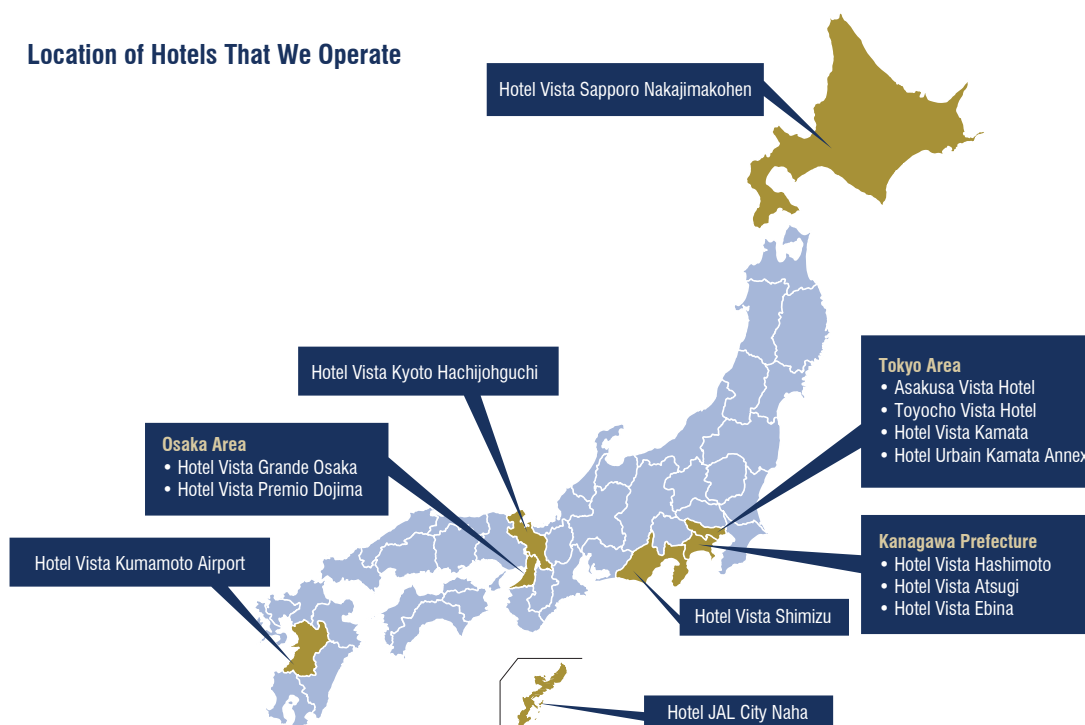 Location of Hotels That We Operate
Hotel Vista Sapporo Nakajimakohen
Hotel Vista Kyoto Hachijohguchi
Tokyo Area
• Asakusa Vista Hotel
• Toyocho Vista Hotel
• Hotel Vista Kamata
• Hotel Urbain Kamata Annex
Osaka Area
• Hotel Vista Grande Osaka
• Hotel Vista Premio Dojima
Kanagawa Prefecture
• Hotel Vista Hashimoto
• Hotel Vista Atsugi
• Hotel Vista Ebina
Hotel Vista Kumamoto Airport
Hotel Vista Shimizu
Hotel JAL City Naha